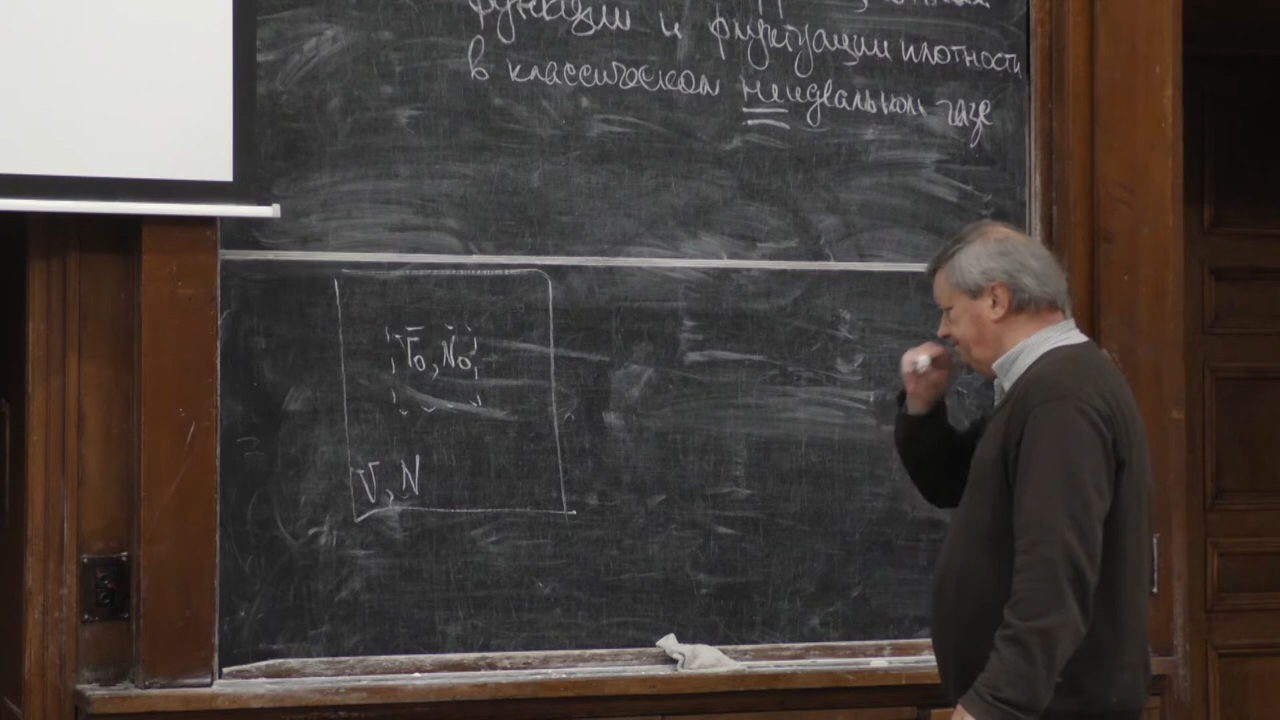 функции и флуктуации плотности
в классическом неидеальном газе
V₀, N₀
V, N